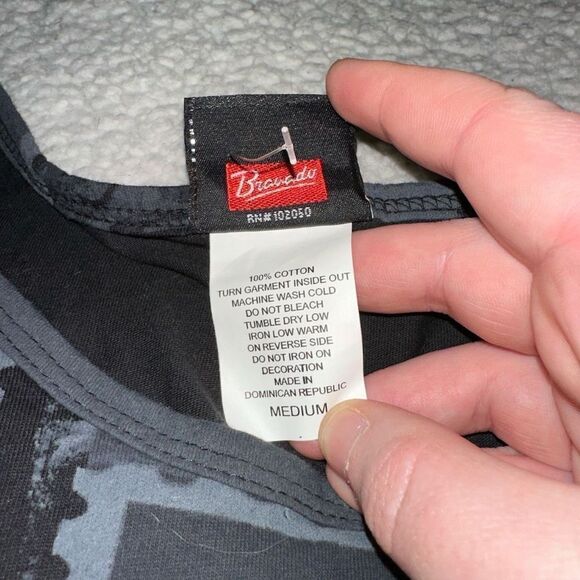 Bravado
RN#102050
100% COTTON
TURN GARMENT INSIDE OUT
MACHINE WASH COLD
DO NOT BLEACH
TUMBLE DRY LOW
IRON LOW WARM
ON REVERSE SIDE
DO NOT IRON ON
DECORATION
MADE IN
DOMINICAN REPUBLIC
MEDIUM